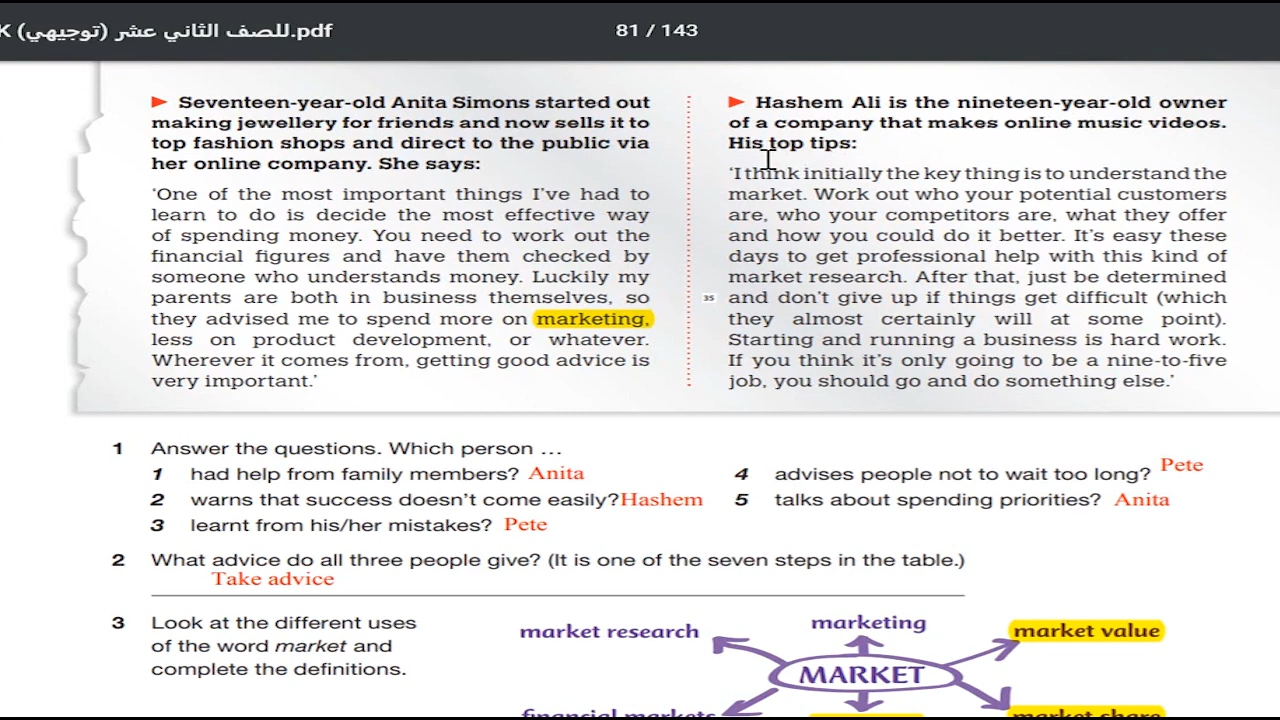 K للصف الثاني عشر (توجيهي).pdf
81 / 143
► Seventeen-year-old Anita Simons started out
making jewellery for friends and now sells it to
top fashion shops and direct to the public via
her online company. She says:
‘One of the most important things I’ve had to
learn to do is decide the most effective way
of spending money. You need to work out the
financial figures and have them checked by
someone who understands money. Luckily my
parents are both in business themselves, so
they advised me to spend more on marketing,
less on product development, or whatever.
Wherever it comes from, getting good advice is
very important.’
► Hashem Ali is the nineteen-year-old owner
of a company that makes online music videos.
His top tips:
‘I think initially the key thing is to understand the
market. Work out who your potential customers
are, who your competitors are, what they offer
and how you could do it better. It’s easy these
days to get professional help with this kind of
market research. After that, just be determined
35 and don’t give up if things get difficult (which
they almost certainly will at some point).
Starting and running a business is hard work.
If you think it’s only going to be a nine-to-five
job, you should go and do something else.’
1 Answer the questions. Which person …
1 had help from family members? Anita
2 warns that success doesn’t come easily? Hashem
3 learnt from his/her mistakes? Pete
4 advises people not to wait too long? Pete
5 talks about spending priorities? Anita
2 What advice do all three people give? (It is one of the seven steps in the table.)
Take advice
3 Look at the different uses
of the word market and
complete the definitions.
market research
marketing
market value
MARKET
financial markets
market share